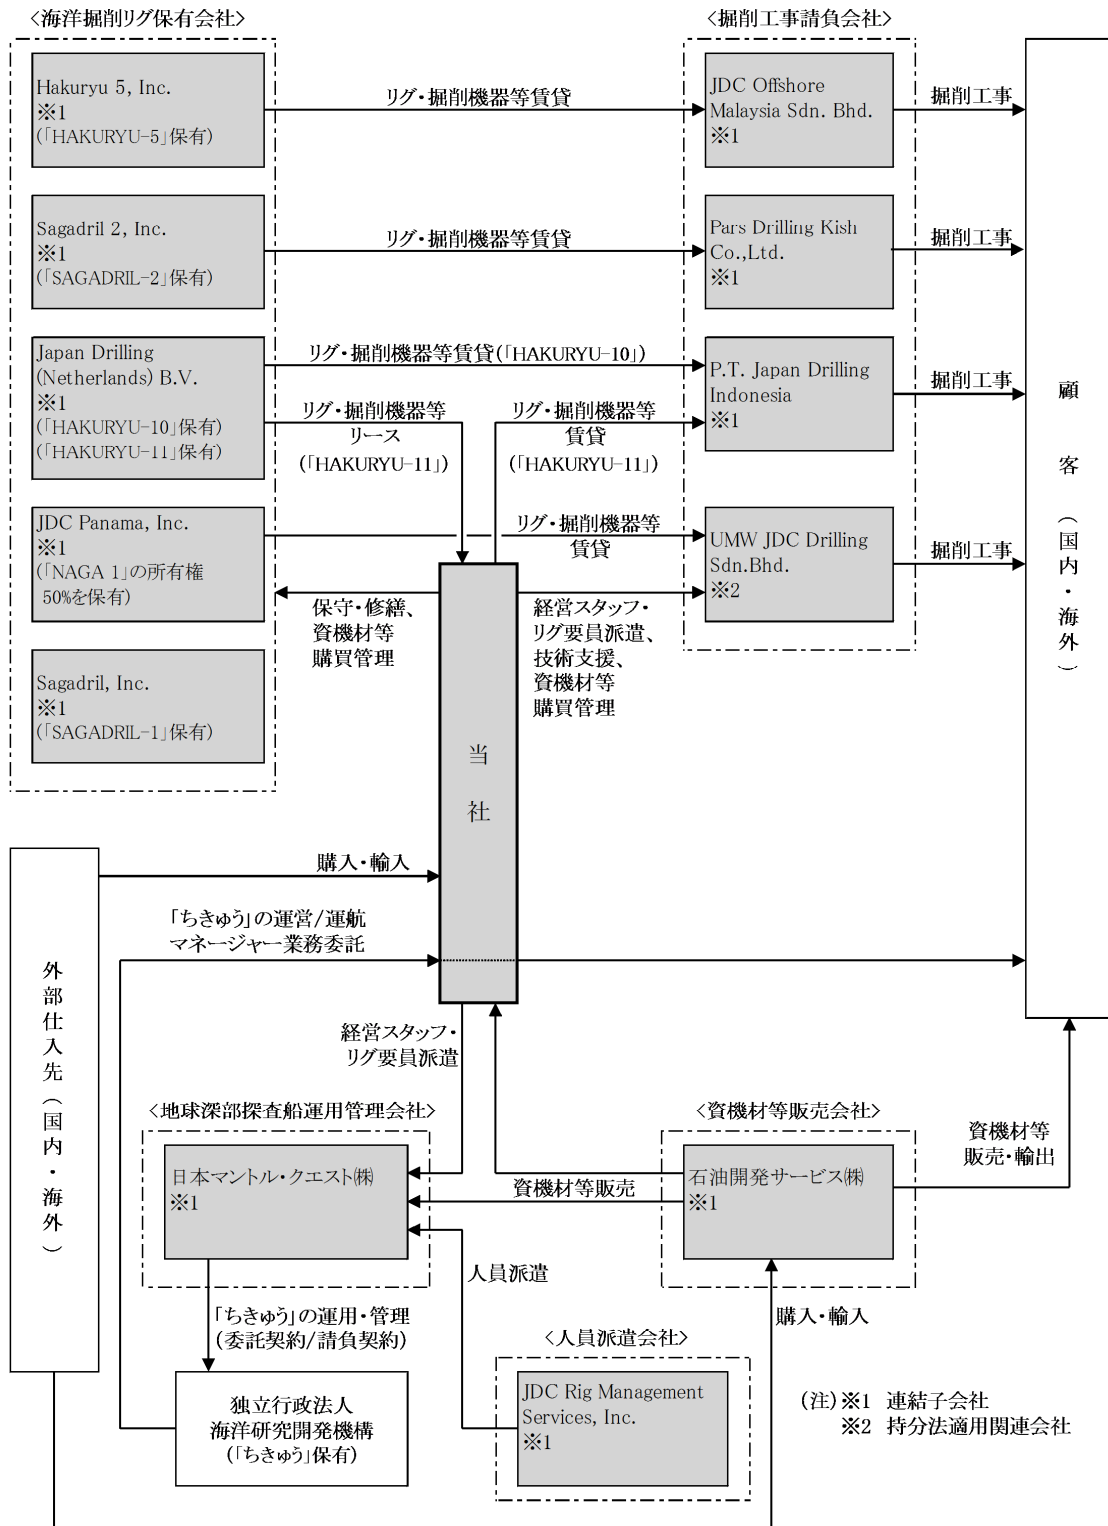 <海洋掘削リグ保有会社>
<掘削工事請負会社>
Hakuryu 5, Inc.
※1
(「HAKURYU-5」保有)
リグ・掘削機器等賃貸
JDC Offshore
Malaysia Sdn. Bhd.
※1
掘削工事
Sagadril 2, Inc.
※1
(「SAGADRIL-2」保有)
リグ・掘削機器等賃貸
Pars Drilling Kish
Co.,Ltd.
※1
掘削工事
Japan Drilling
(Netherlands) B.V.
※1
(「HAKURYU-10」保有)
(「HAKURYU-11」保有)
リグ・掘削機器等賃貸(「HAKURYU-10」)
リグ・掘削機器等
リース
(「HAKURYU-11」)
リグ・掘削機器等
賃貸
(「HAKURYU-11」)
P.T. Japan Drilling
Indonesia
※1
掘削工事
顧客(国内・海外)
JDC Panama, Inc.
※1
(「NAGA 1」の所有権
50%を保有)
リグ・掘削機器等
賃貸
UMW JDC Drilling
Sdn.Bhd.
※2
掘削工事
保守・修繕、
資機材等
購買管理
経営スタッフ・
リグ要員派遣、
技術支援、
資機材等
購買管理
Sagadril, Inc.
※1
(「SAGADRIL-1」保有)
当社
購入・輸入
「ちきゅう」の運営/運航
マネージャー業務委託
外部仕入先(国内・海外)
経営スタッフ・
リグ要員派遣
<地球深部探査船運用管理会社>
<資機材等販売会社>
日本マントル・クエスト㈱
※1
資機材等販売
石油開発サービス㈱
※1
資機材等
販売・輸出
人員派遣
「ちきゅう」の運用・管理
(委託契約/請負契約)
購入・輸入
<人員派遣会社>
独立行政法人
海洋研究開発機構
(「ちきゅう」保有)
JDC Rig Management
Services, Inc.
※1
(注)※1 連結子会社
※2 持分法適用関連会社